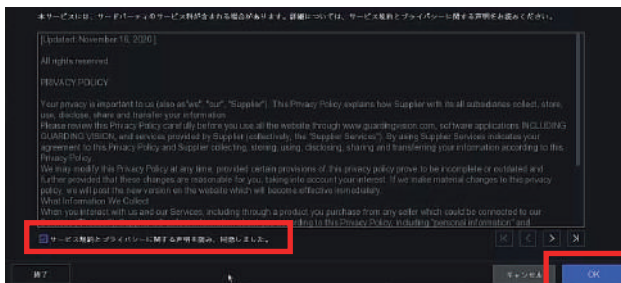 本サービスには、サードパーティのサービス料が含まれる場合があります。詳細については、サービス規約とプライバシーに関する声明をお読みください。
[Updated: November 16, 2020]
All rights reserved.
PRIVACY POLICY
Your privacy is important to us (also as"we", "our", "Supplier"). This Privacy Policy explains how Supplier with its all subsidiaries collect, store,
use, disclose, share and transfer your information.
Please review this Privacy Policy carefully before you use all the website through www.guardingvision.com, software applications INCLUDING
GUARDING VISION, and services provided by Supplier (collectively, the "Supplier Services"). By using Supplier Services indicates your
agreement to this Privacy Policy and Supplier collecting, storing, using, disclosing, sharing and transferring your information according to this
Privacy Policy.
We may modify this Privacy Policy at any time, provided certain provisions of this privacy policy prove to be incomplete or outdated and
further provided that these changes are reasonable for you, taking into account your interest. If we make material changes to this privacy
policy, we will post the new version on the website which will become effective immediately.
What Information We Collect
When you interact with us and our Services, including through a product you purchase from any seller which could be connected to our
according to this Privacy Policy, including "personal information" and
サービス規約とプライバシーに関する声明を読み、同意しました。
終了
キャンセル
OK